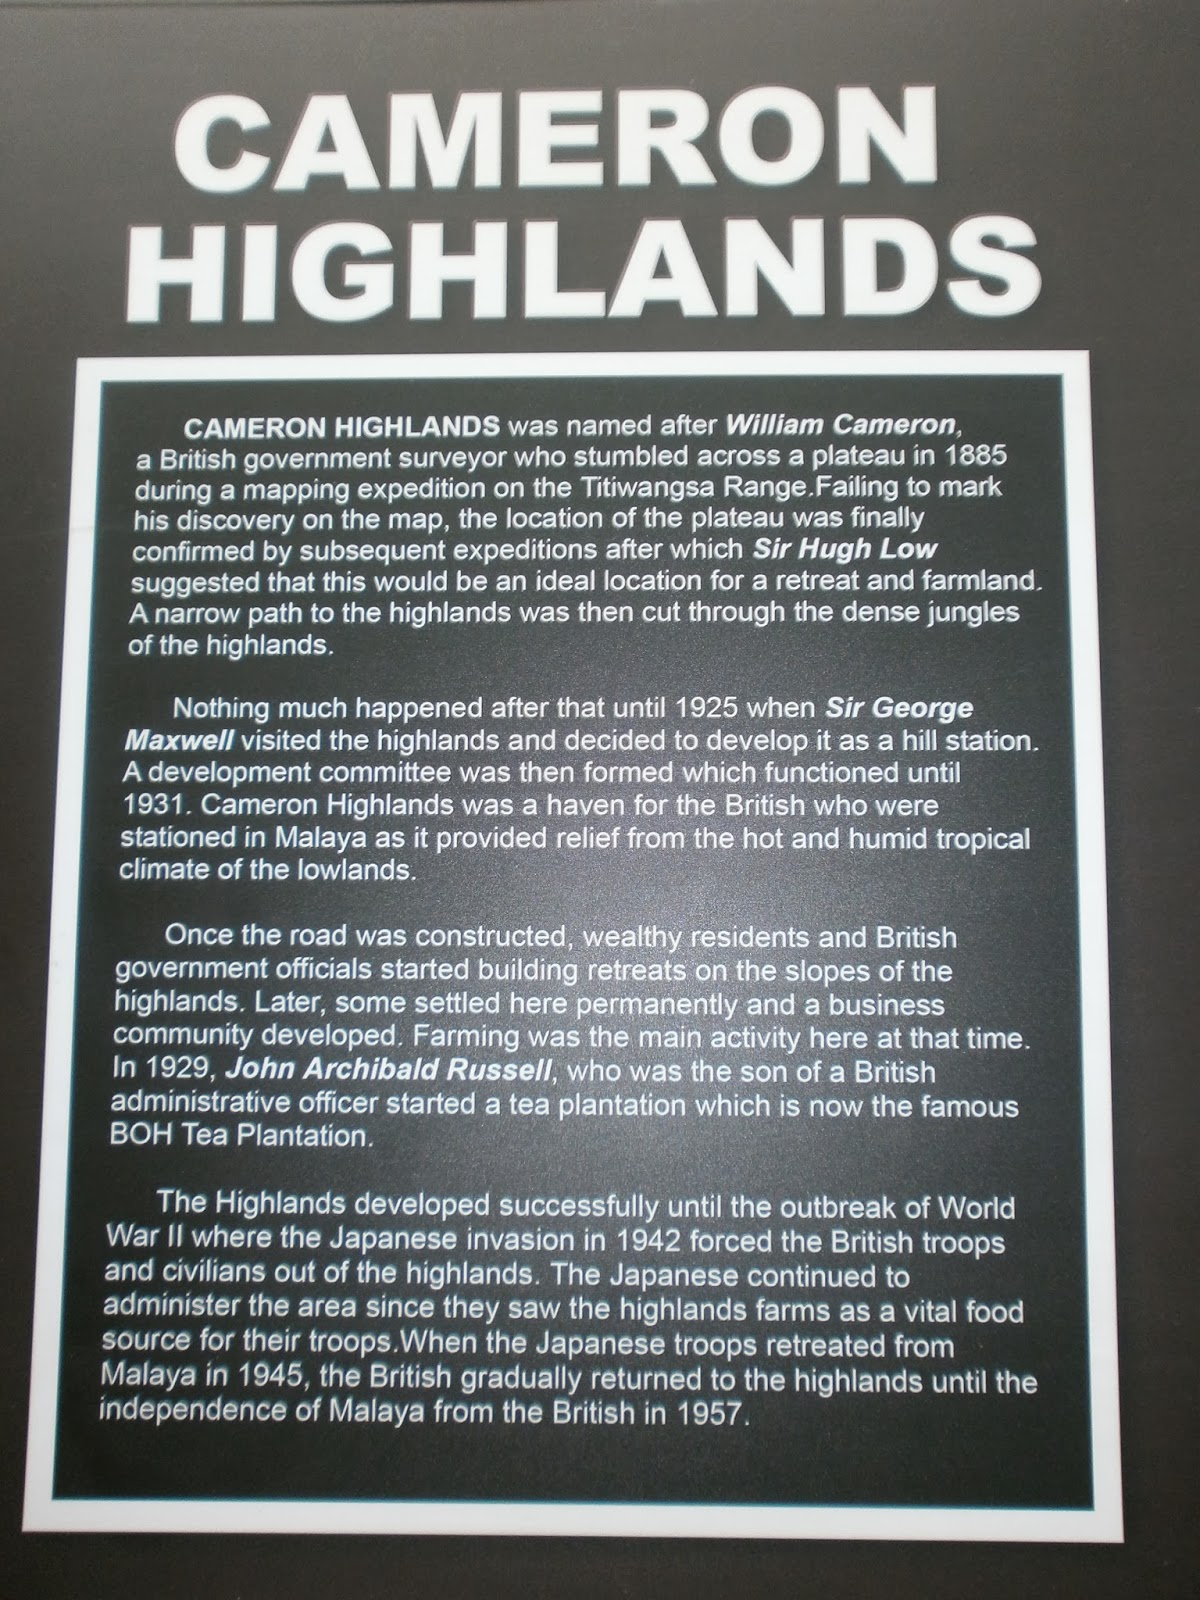 CAMERON
HIGHLANDS
CAMERON HIGHLANDS was named after William Cameron,
a British government surveyor who stumbled across a plateau in 1885
during a mapping expedition on the Titiwangsa Range.Failing to mark
his discovery on the map, the location of the plateau was finally
confirmed by subsequent expeditions after which Sir Hugh Low
suggested that this would be an ideal location for a retreat and farmland.
A narrow path to the highlands was then cut through the dense jungles
of the highlands.
Nothing much happened after that until 1925 when Sir George
Maxwell visited the highlands and decided to develop it as a hill station.
A development committee was then formed which functioned until
1931. Cameron Highlands was a haven for the British who were
stationed in Malaya as it provided relief from the hot and humid tropical
climate of the lowlands.
Once the road was constructed, wealthy residents and British
government officials started building retreats on the slopes of the
highlands. Later, some settled here permanently and a business
community developed. Farming was the main activity here at that time.
In 1929, John Archibald Russell, who was the son of a British
administrative officer started a tea plantation which is now the famous
BOH Tea Plantation.
The Highlands developed successfully until the outbreak of World
War II where the Japanese invasion in 1942 forced the British troops
and civilians out of the highlands. The Japanese continued to
administer the area since they saw the highlands farms as a vital food
source for their troops.When the Japanese troops retreated from
Malaya in 1945, the British gradually returned to the highlands until the
independence of Malaya from the British in 1957.